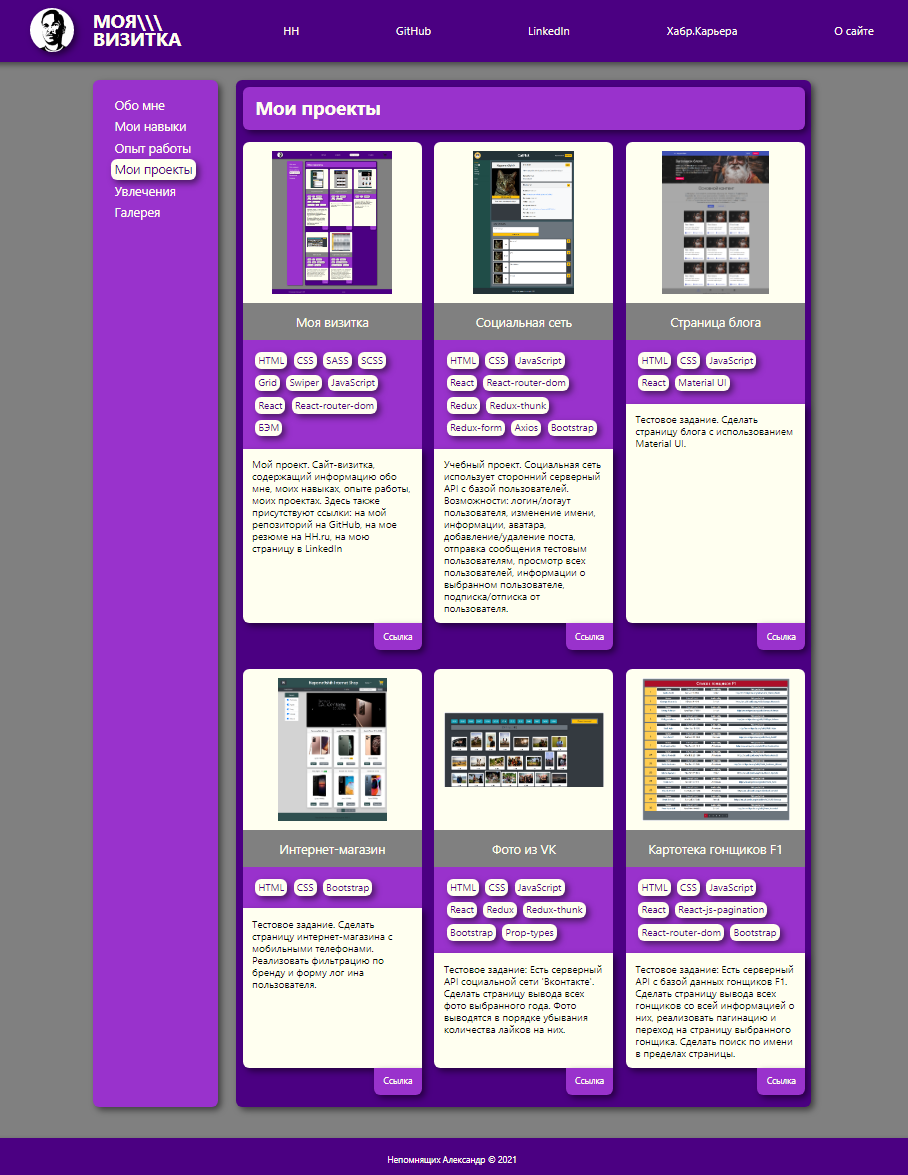 МОЯ\\\
ВИЗИТКА
HH
GitHub
LinkedIn
Хабр.Карьера
О сайте
Обо мне
Мои навыки
Опыт работы
Мои проекты
Увлечения
Галерея
Мои проекты
Моя визитка
HTML CSS SASS SCSS
Grid Swiper JavaScript
React React-router-dom
БЭМ
Мой проект. Сайт-визитка,
содержащий информацию обо
мне, моих навыках, опыте работы,
моих проектах. Здесь также
присутствуют ссылки: на мой
репозиторий на GitHub, на мое
резюме на HH.ru, на мою
страницу в LinkedIn
Ссылка
Социальная сеть
HTML CSS JavaScript
React React-router-dom
Redux Redux-thunk
Redux-form Axios Bootstrap
Учебный проект. Социальная сеть
использует сторонний серверный
API с базой пользователей.
Возможности: логин/логаут
пользователя, изменение имени,
информации, аватара,
добавление/удаление поста,
отправка сообщения тестовым
пользователям, просмотр всех
пользователей, информации о
выбранном пользователе,
подписка/отписка от
пользователя.
Ссылка
Страница блога
HTML CSS JavaScript
React Material UI
Тестовое задание. Сделать
страницу блога с использованием
Material UI.
Ссылка
Интернет-магазин
HTML CSS Bootstrap
Тестовое задание. Сделать
страницу интернет-магазина с
мобильными телефонами.
Реализовать фильтрацию по
бренду и форму лог ина
пользователя.
Ссылка
Фото из VK
HTML CSS JavaScript
React Redux Redux-thunk
Bootstrap Prop-types
Тестовое задание: Есть серверный
API социальной сети 'Вконтакте'.
Сделать страницу вывода всех
фото выбранного года. Фото
выводятся в порядке убывания
количества лайков на них.
Ссылка
Картотека гонщиков F1
HTML CSS JavaScript
React React-js-pagination
React-router-dom Bootstrap
Тестовое задание: Есть серверный
API с базой данных гонщиков F1.
Сделать страницу вывода всех
гонщиков со всей информацией о
них, реализовать пагинацию и
переход на страницу выбранного
гонщика. Сделать поиск по имени
в пределах страницы.
Ссылка
Непомнящих Александр © 2021